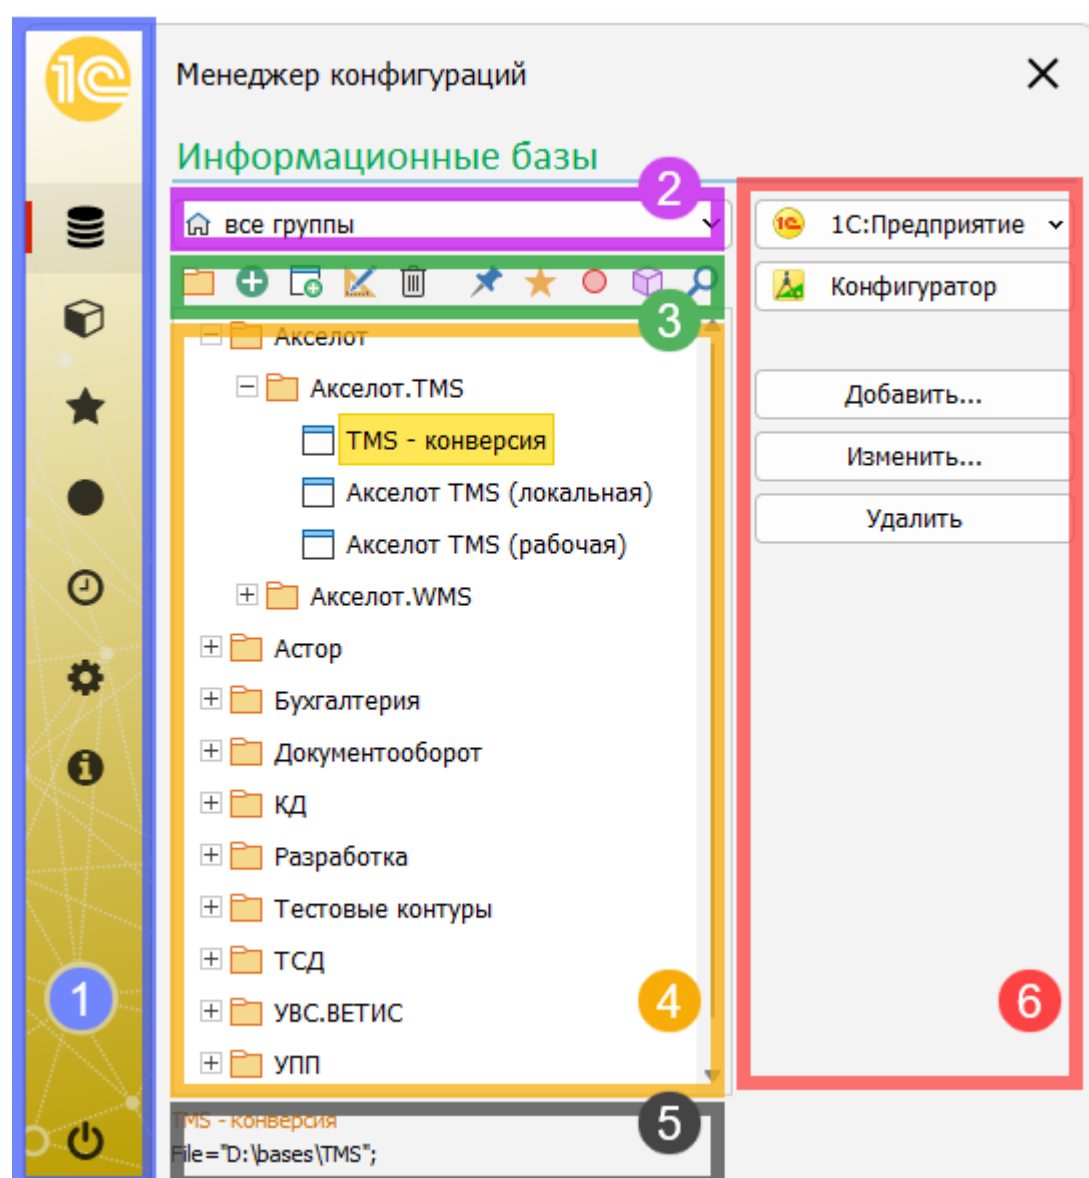 1С
Менеджер конфигураций
Информационные базы
2
все группы
1С:Предприятие
Конфигуратор
3
Акселот
Акселот.TMS
Добавить...
TMS - конверсия
Изменить...
Акселот TMS (локальная)
Удалить
Акселот TMS (рабочая)
Акселот.WMS
Астор
Бухгалтерия
Документооборот
КД
Разработка
Тестовые контуры
ТСД
1
4
6
УВС.ВЕТИС
УПП
5
TMS - конверсия
File="D:\bases\TMS";